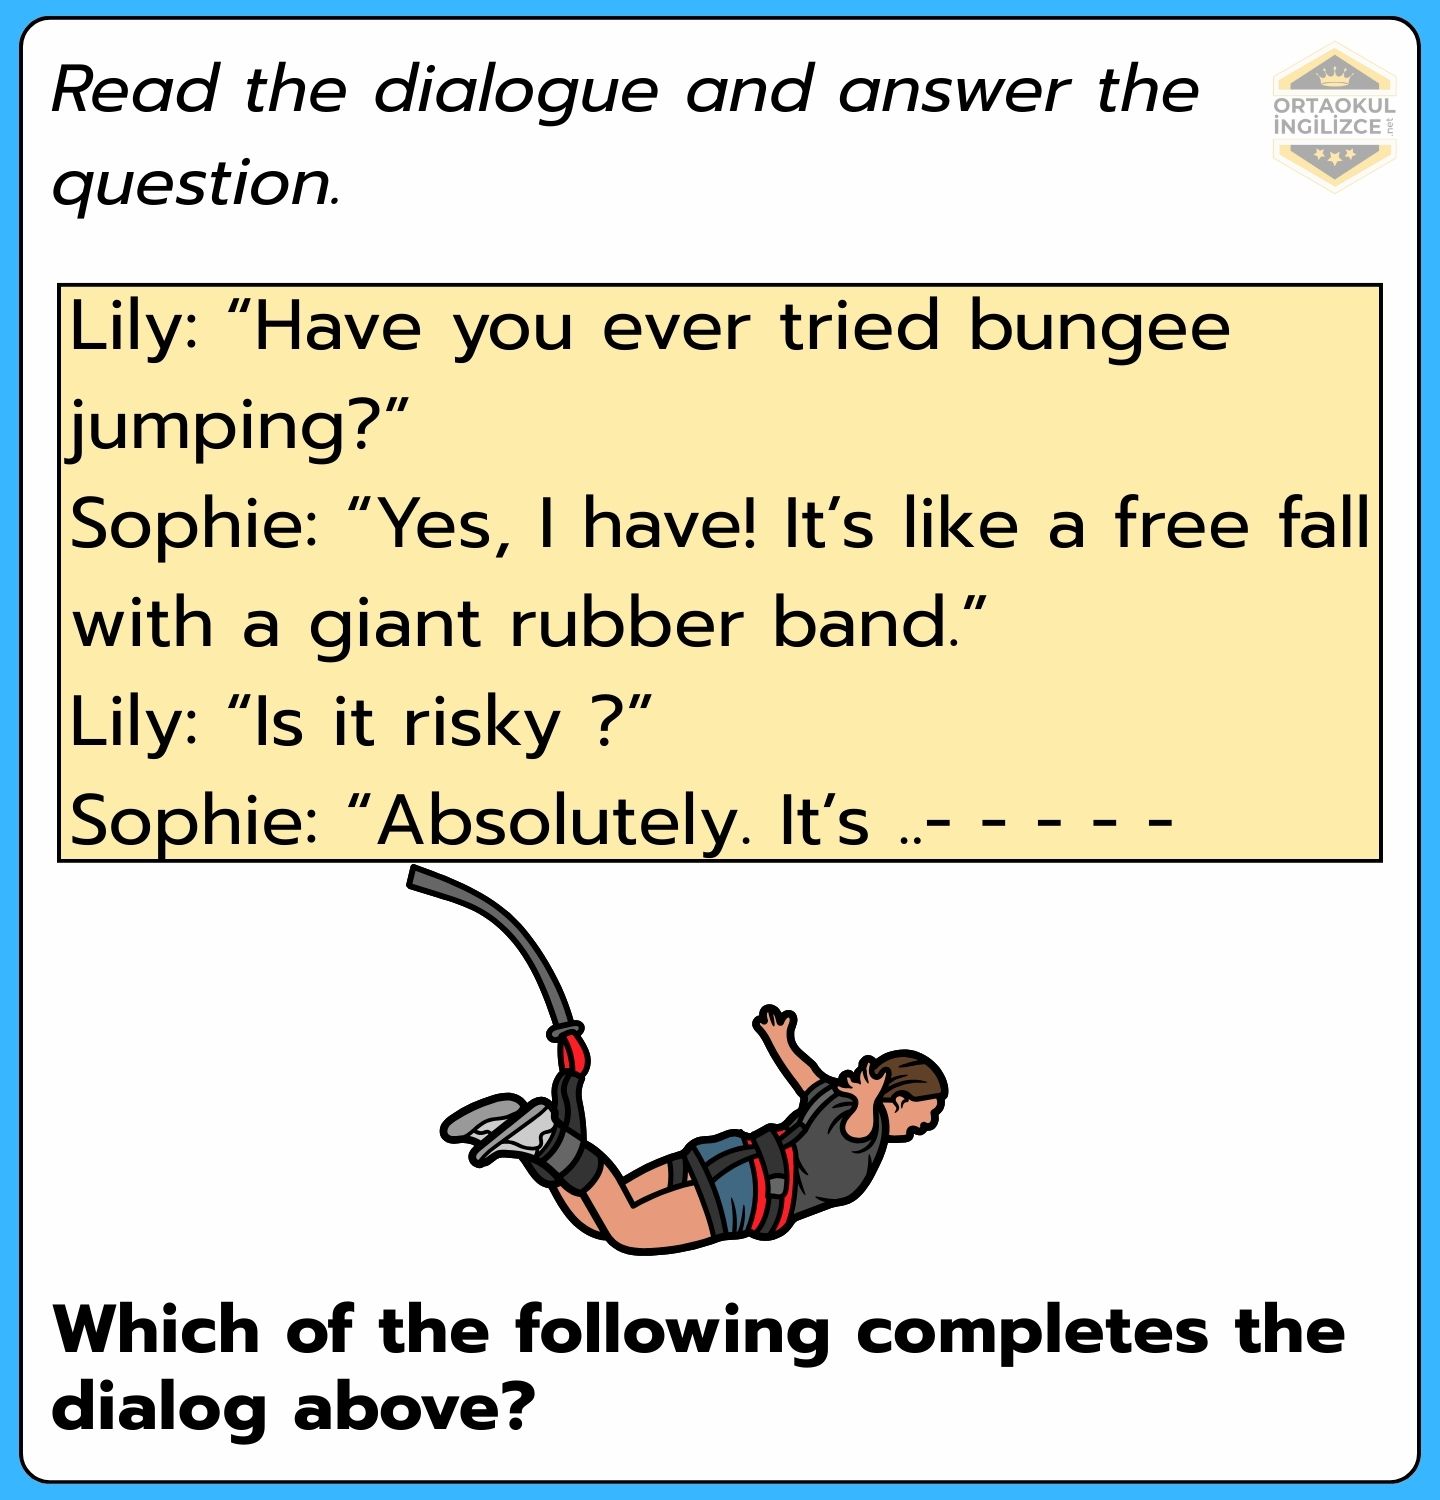 Read the dialogue and answer the
question.
ORTAOKUL
İNGİLİZCE
.net
Lily: “Have you ever tried bungee
jumping?”
Sophie: “Yes, I have! It’s like a free fall
with a giant rubber band.”
Lily: “Is it risky ?”
Sophie: “Absolutely. It’s ..- - - - -
Which of the following completes the
dialog above?